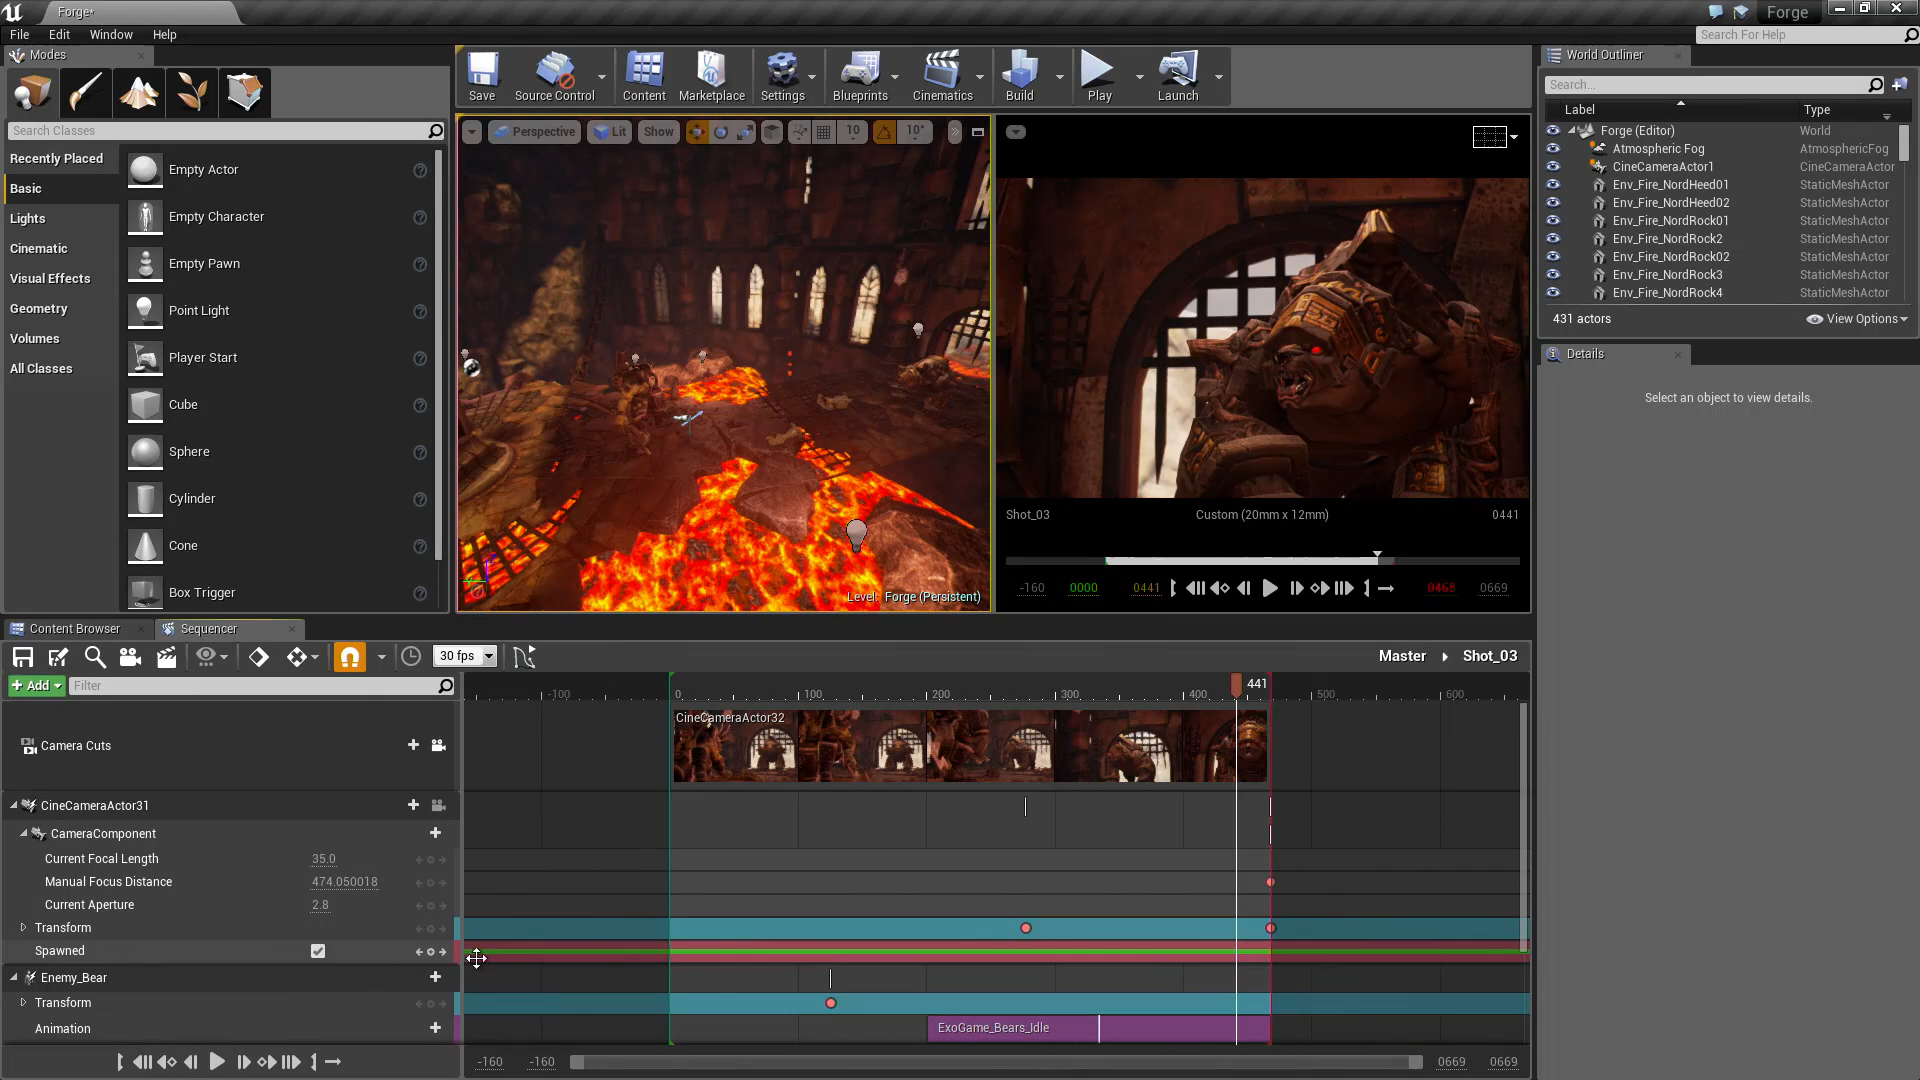 Forge*
Forge
File Edit Window Help
Search For Help
Modes
Search Classes
Recently Placed
Basic
Lights
Cinematic
Visual Effects
Geometry
Volumes
All Classes
Empty Actor
Empty Character
Empty Pawn
Point Light
Player Start
Cube
Sphere
Cylinder
Cone
Box Trigger
Save Source Control Content Marketplace Settings Blueprints Cinematics Build Play Launch
Perspective Lit Show 10 10°
Level: Forge (Persistent)
Shot_03 Custom (20mm x 12mm) 0441
-160 0000 0441 0468 0669
World Outliner
Search...
Label Type
Forge (Editor) World
Atmospheric Fog AtmosphericFog
CineCameraActor1 CineCameraActor
Env_Fire_NordHeed01 StaticMeshActor
Env_Fire_NordHeed02 StaticMeshActor
Env_Fire_NordRock01 StaticMeshActor
Env_Fire_NordRock2 StaticMeshActor
Env_Fire_NordRock02 StaticMeshActor
Env_Fire_NordRock3 StaticMeshActor
Env_Fire_NordRock4 StaticMeshActor
431 actors View Options
Details
Select an object to view details.
Content Browser Sequencer
30 fps
Master Shot_03
Add Filter
-100 0 100 200 300 400 441 500 600
Camera Cuts
CineCameraActor32
CineCameraActor31
CameraComponent
Current Focal Length 35.0
Manual Focus Distance 474.050018
Current Aperture 2.8
Transform
Spawned
Enemy_Bear
Transform
Animation
ExoGame_Bears_Idle
-160 -160 0669 0669